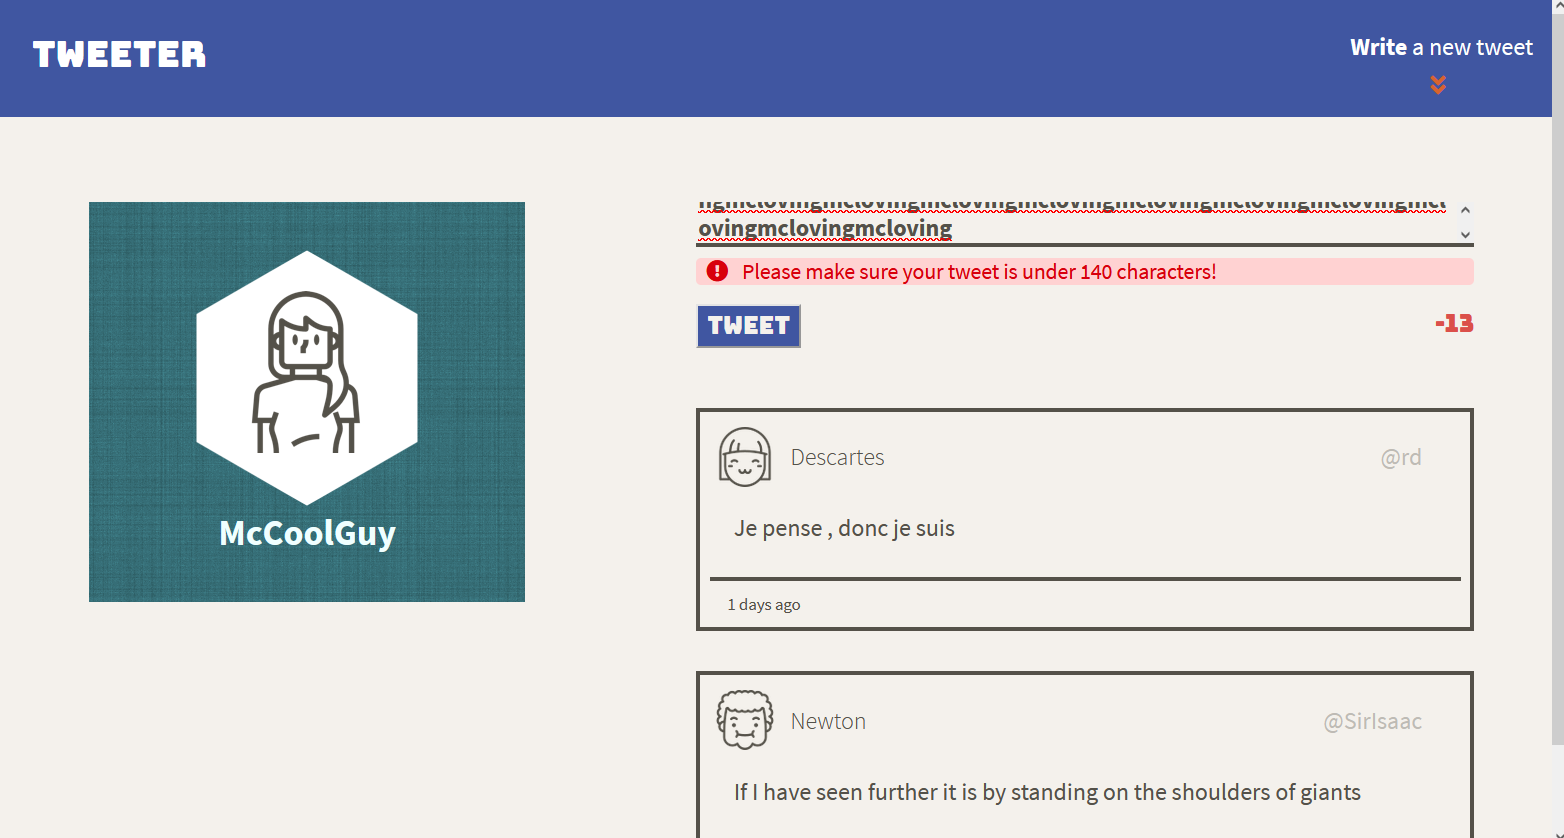 TWEETER
Write a new tweet
ngmclovingmclovingmclovingmclovingmclovingmclovingmclovingmcl
ovingmclovingmcloving
Please make sure your tweet is under 140 characters!
TWEET
-13
McCoolGuy
Descartes
@rd
Je pense , donc je suis
1 days ago
Newton
@SirIsaac
If I have seen further it is by standing on the shoulders of giants